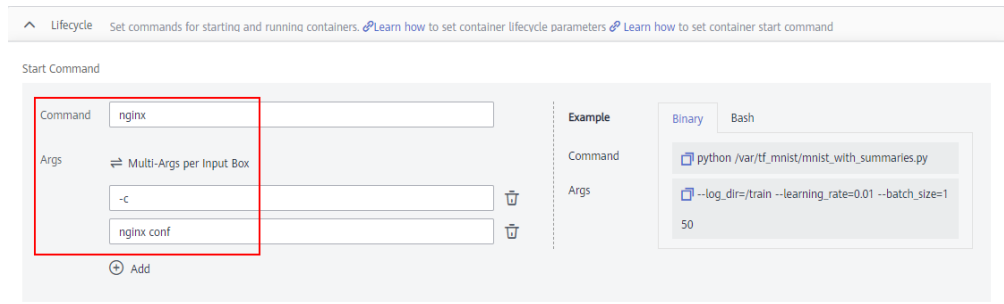 Lifecycle Set commands for starting and running containers. Learn how to set container lifecycle parameters Learn how to set container start command
Start Command
Command nginx
Args Multi-Args per Input Box
-c
nginx conf
Add
Example Binary Bash
Command python /var/tf_mnist/mnist_with_summaries.py
Args --log_dir=/train --learning_rate=0.01 --batch_size=1
50